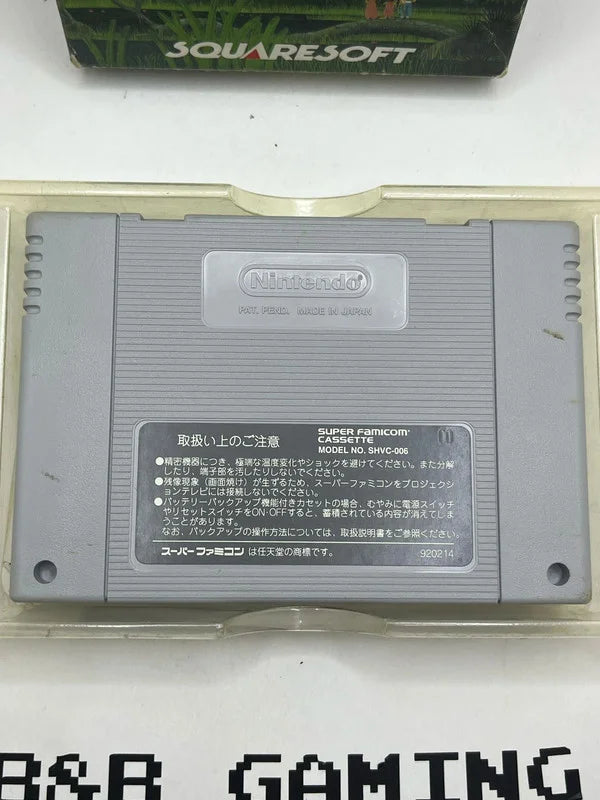 SQUARESOFT
Nintendo®
PAT. PEND. MADE IN JAPAN
取扱い上のご注意
SUPER FAMICOM™
CASSETTE
MODEL NO. SHVC-006
●精密機器につき、極端な温度変化やショックを避けてください。また分解
したり、端子部を汚したりしないでください。
●残像現象（画面焼け）が生ずるため、スーパーファミコンをプロジェクシ
ョンテレビには接続しないでください。
●バッテリーバックアップ機能付きカセットの場合、むやみに電源スイッチ
やリセットスイッチをON・OFFすると、蓄積されている内容が消えてしま
うことがあります。
なお、バックアップの操作方法については、取扱説明書をご参照ください。
スーパーファミコン は任天堂の商標です。
920214
B&R GAMING